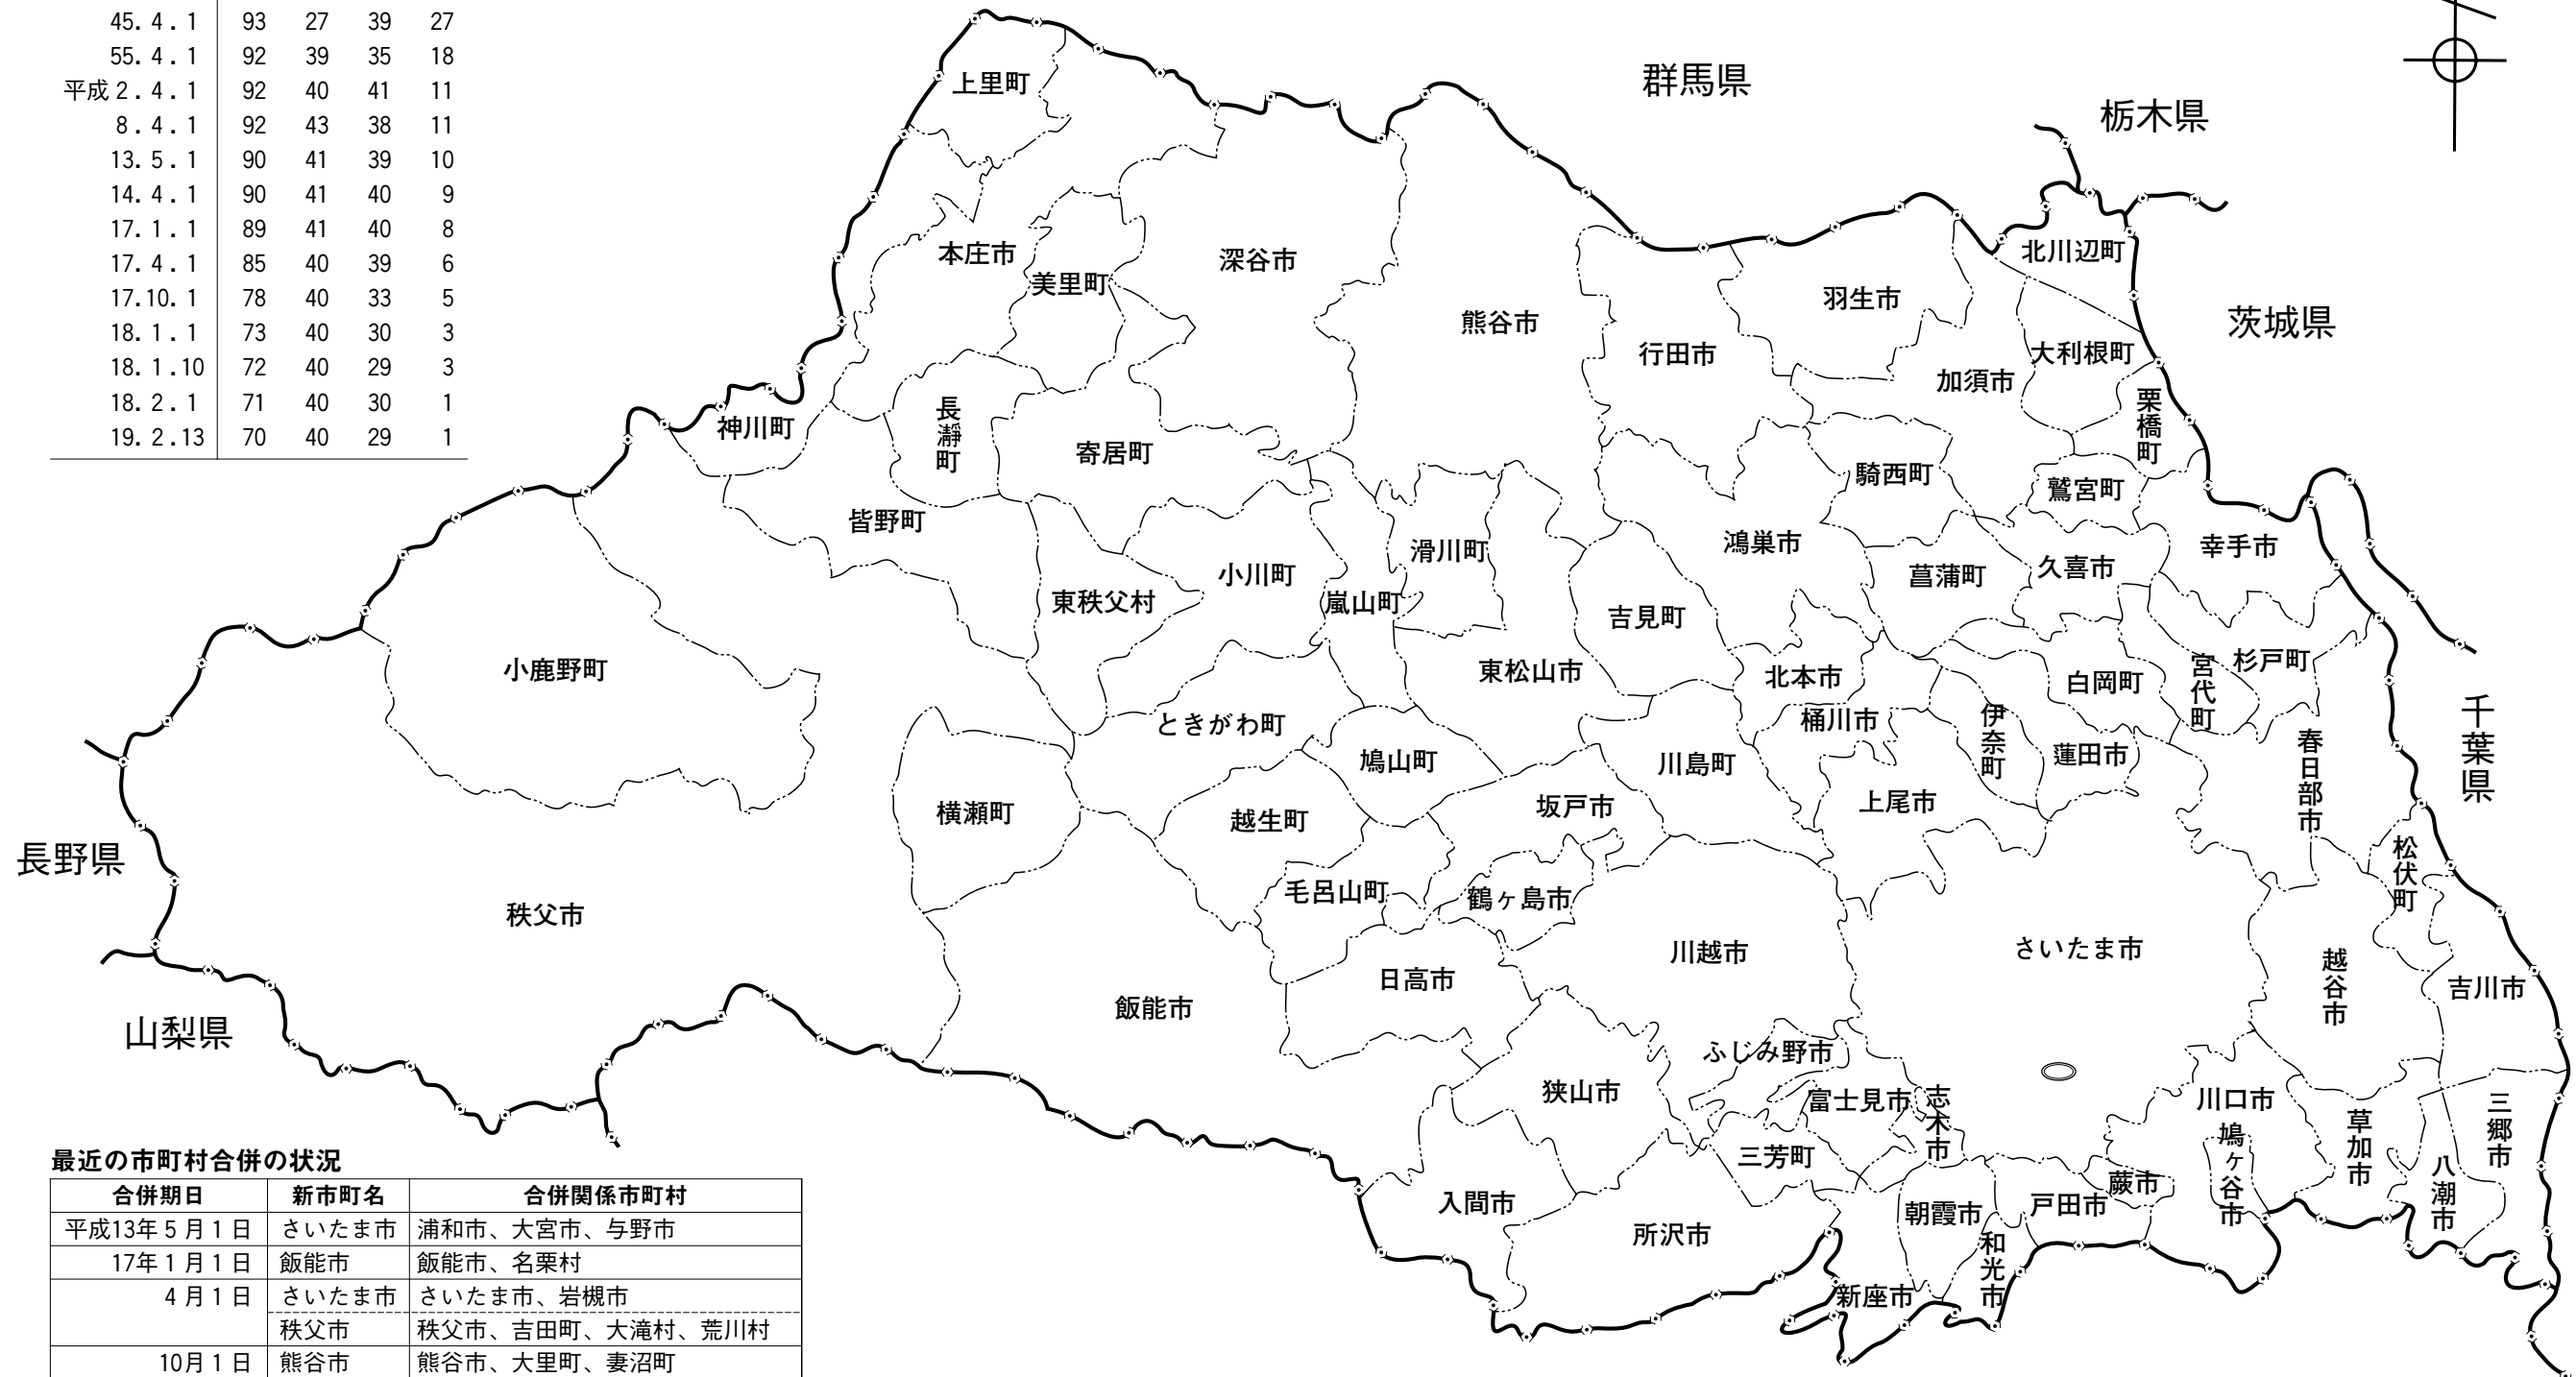 45. 4 . 1 93 27 39 27
55. 4 . 1 92 39 35 18
平成 2 . 4 . 1 92 40 41 11
8 . 4 . 1 92 43 38 11
13. 5 . 1 90 41 39 10
14. 4 . 1 90 41 40 9
17. 1 . 1 89 41 40 8
17. 4 . 1 85 40 39 6
17.10. 1 78 40 33 5
18. 1 . 1 73 40 30 3
18. 1 .10 72 40 29 3
18. 2 . 1 71 40 30 1
19. 2 .13 70 40 29 1
群馬県
栃木県
茨城県
千葉県
長野県
山梨県
上里町
本庄市
美里町
深谷市
熊谷市
行田市
羽生市
北川辺町
大利根町
加須市
栗橋町
神川町
長瀞町
寄居町
皆野町
騎西町
鷲宮町
鴻巣市
滑川町
小川町
東秩父村
嵐山町
吉見町
菖蒲町
久喜市
幸手市
小鹿野町
東松山市
北本市
白岡町
宮代町
杉戸町
ときがわ町
桶川市
伊奈町
蓮田市
春日部市
鳩山町
川島町
横瀬町
越生町
坂戸市
上尾市
松伏町
秩父市
毛呂山町
鶴ヶ島市
川越市
さいたま市
越谷市
吉川市
日高市
飯能市
ふじみ野市
狭山市
富士見市
志木市
川口市
鳩ヶ谷市
草加市
三郷市
八潮市
三芳町
入間市
所沢市
朝霞市
戸田市
蕨市
和光市
新座市
最近の市町村合併の状況
合併期日 新市町名 合併関係市町村
平成13年 5 月 1 日 さいたま市 浦和市、大宮市、与野市
17年 1 月 1 日 飯能市 飯能市、名栗村
4 月 1 日 さいたま市 さいたま市、岩槻市
秩父市 秩父市、吉田町、大滝村、荒川村
10月 1 日 熊谷市 熊谷市、大里町、妻沼町